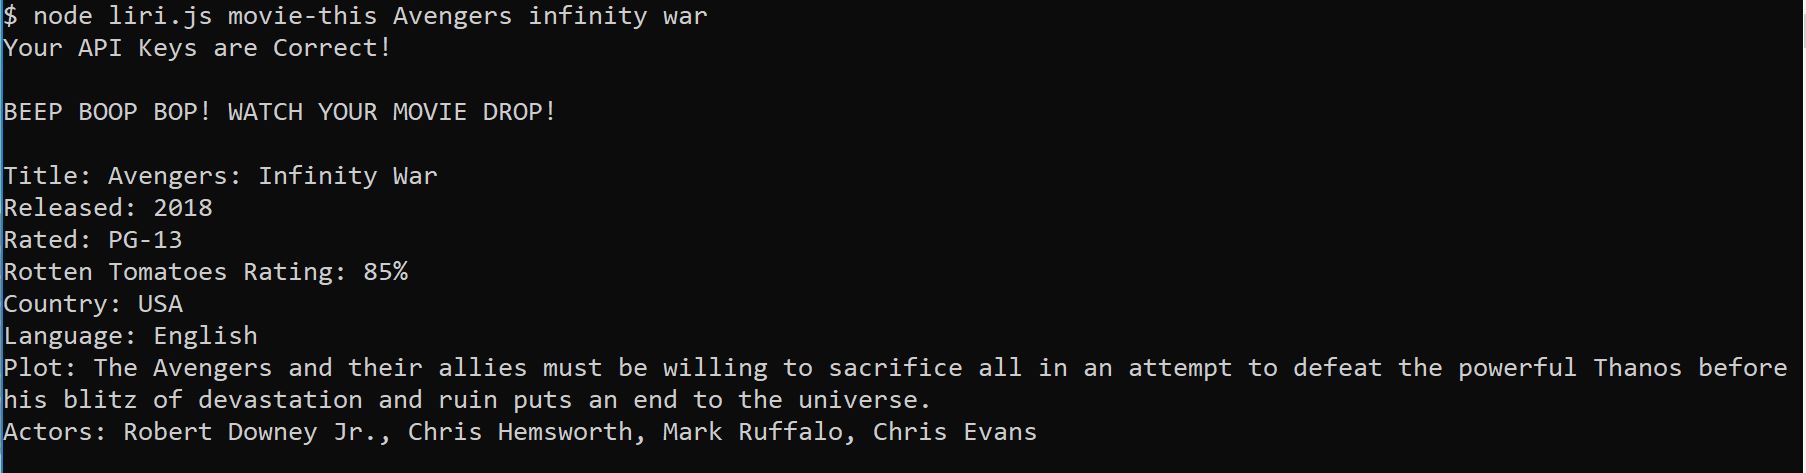 $ node liri.js movie-this Avengers infinity war
Your API Keys are Correct!
BEEP BOOP BOP! WATCH YOUR MOVIE DROP!
Title: Avengers: Infinity War
Released: 2018
Rated: PG-13
Rotten Tomatoes Rating: 85%
Country: USA
Language: English
Plot: The Avengers and their allies must be willing to sacrifice all in an attempt to defeat the powerful Thanos before
his blitz of devastation and ruin puts an end to the universe.
Actors: Robert Downey Jr., Chris Hemsworth, Mark Ruffalo, Chris Evans